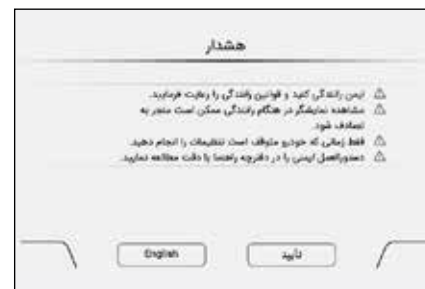 هشدار
ایمن رانندگی کنید و قوانین رانندگی را رعایت فرمایید.
مشاهده نمایشگر در هنگام رانندگی ممکن است منجر به
تصادف شود.
فقط زمانی که خودرو متوقف است تنظیمات را انجام دهید.
دستورالعمل ایمنی را در دفترچه راهنما با دقت مطالعه نمایید.
تأیید
English